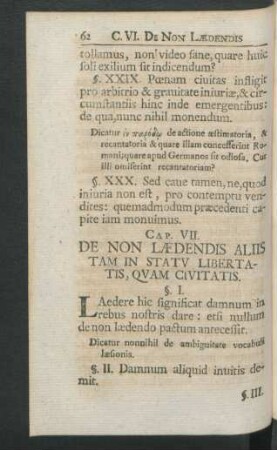 62 C. VI. DE NON LÆDENDIS
tollamus, non video sane, quare huic
soli exilium sit indicendum?
§. XXIX. Pœnam civitas infligit
pro arbitrio & gravitate iniuriæ, & cir-
cumstantiis hinc inde emergentibus:
de qua, nunc nihil monendum.
Dicatur ἐν παρόδῳ de actione æstimatoria, &
recantatoria & quare illam concesserint Ro-
mani; quare apud Germanos sit odiosa, Cur
illi omiserint recantatoriam?
§. XXX. Sed cave tamen, ne, quod
iniuria non est, pro contemptu ven-
dites: quemadmodum præcedenti ca-
pite iam monuimus.
CAP. VII.
DE NON LÆDENDIS ALIIS
TAM IN STATV LIBERTA-
TIS, QVAM CIVITATIS.
§. I.
LAedere hic significat damnum in
rebus nostris dare: etsi nullum
de non lædendo pactum antecessit.
Dicatur nonnihil de ambiguitate vocabuli
læsionis.
§. II. Damnum aliquid invitis de-
mit.
§. III.